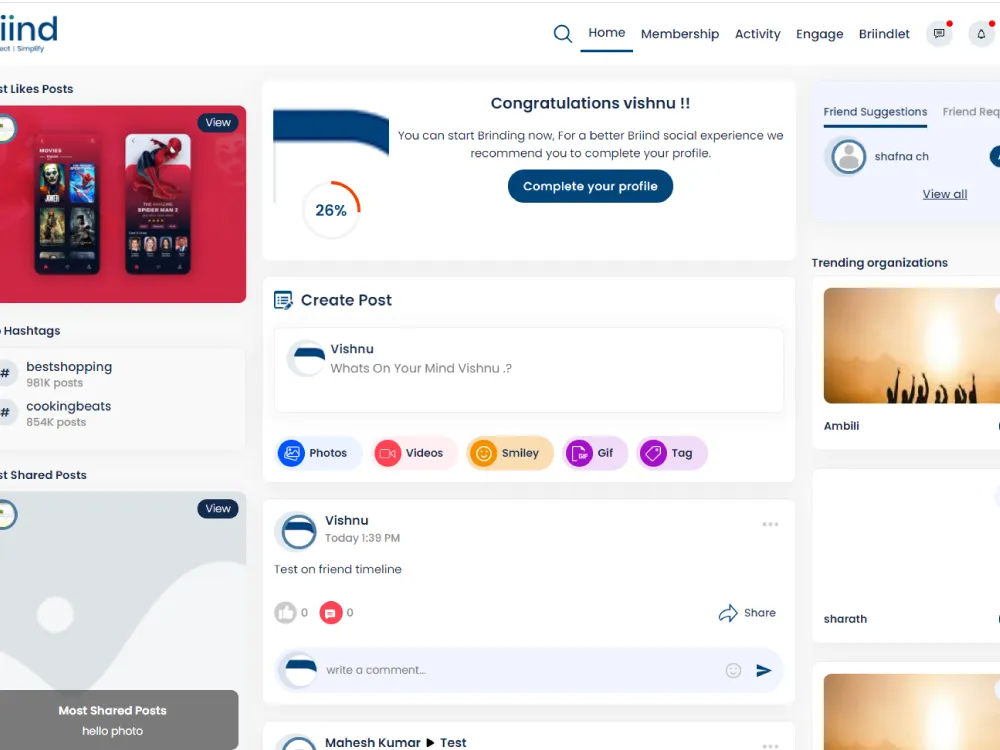 iind
ect | Simplify
Home
Membership
Activity
Engage
Briindlet
st Likes Posts
View
MOVIES
JOKER
SPIDER MAN 2
Hashtags
#
bestshopping
981K posts
#
cookingbeats
854K posts
st Shared Posts
View
Most Shared Posts
hello photo
Congratulations vishnu !!
You can start Brinding now, For a better Briind social experience we
recommend you to complete your profile.
26%
Complete your profile
Create Post
Vishnu
Whats On Your Mind Vishnu .?
Photos
Videos
Smiley
GIF
Gif
Tag
Vishnu
Today 1:39 PM
Test on friend timeline
0
0
Share
write a comment...
Mahesh Kumar ▶ Test
Friend Suggestions
Friend Req
shafna ch
View all
Trending organizations
Ambili
sharath